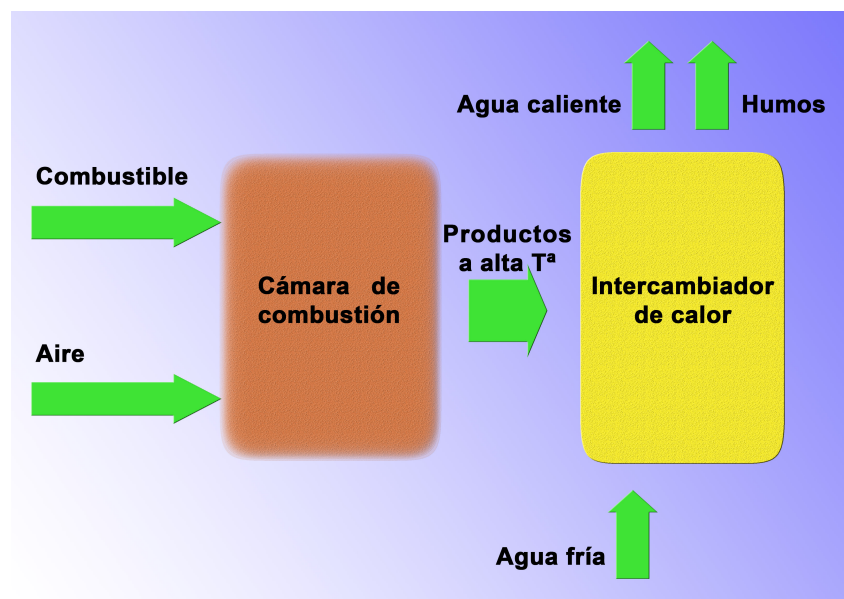 Agua caliente
Humos
Combustible
Productos
a alta Tª
Cámara de
combustión
Intercambiador
de calor
Aire
Agua fría